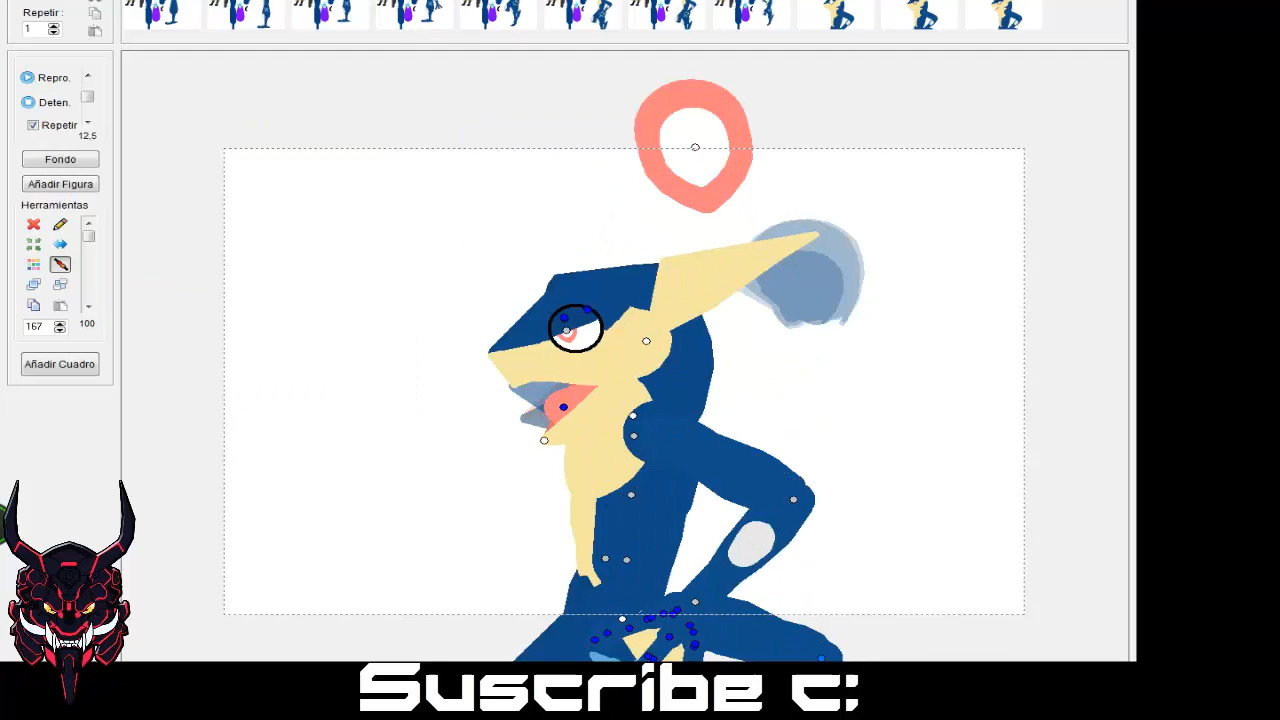 Repetir :
1
Repro.
Deten.
Repetir
12,5
Fondo
Añadir Figura
Herramientas
167
100
Añadir Cuadro
Suscribe c: